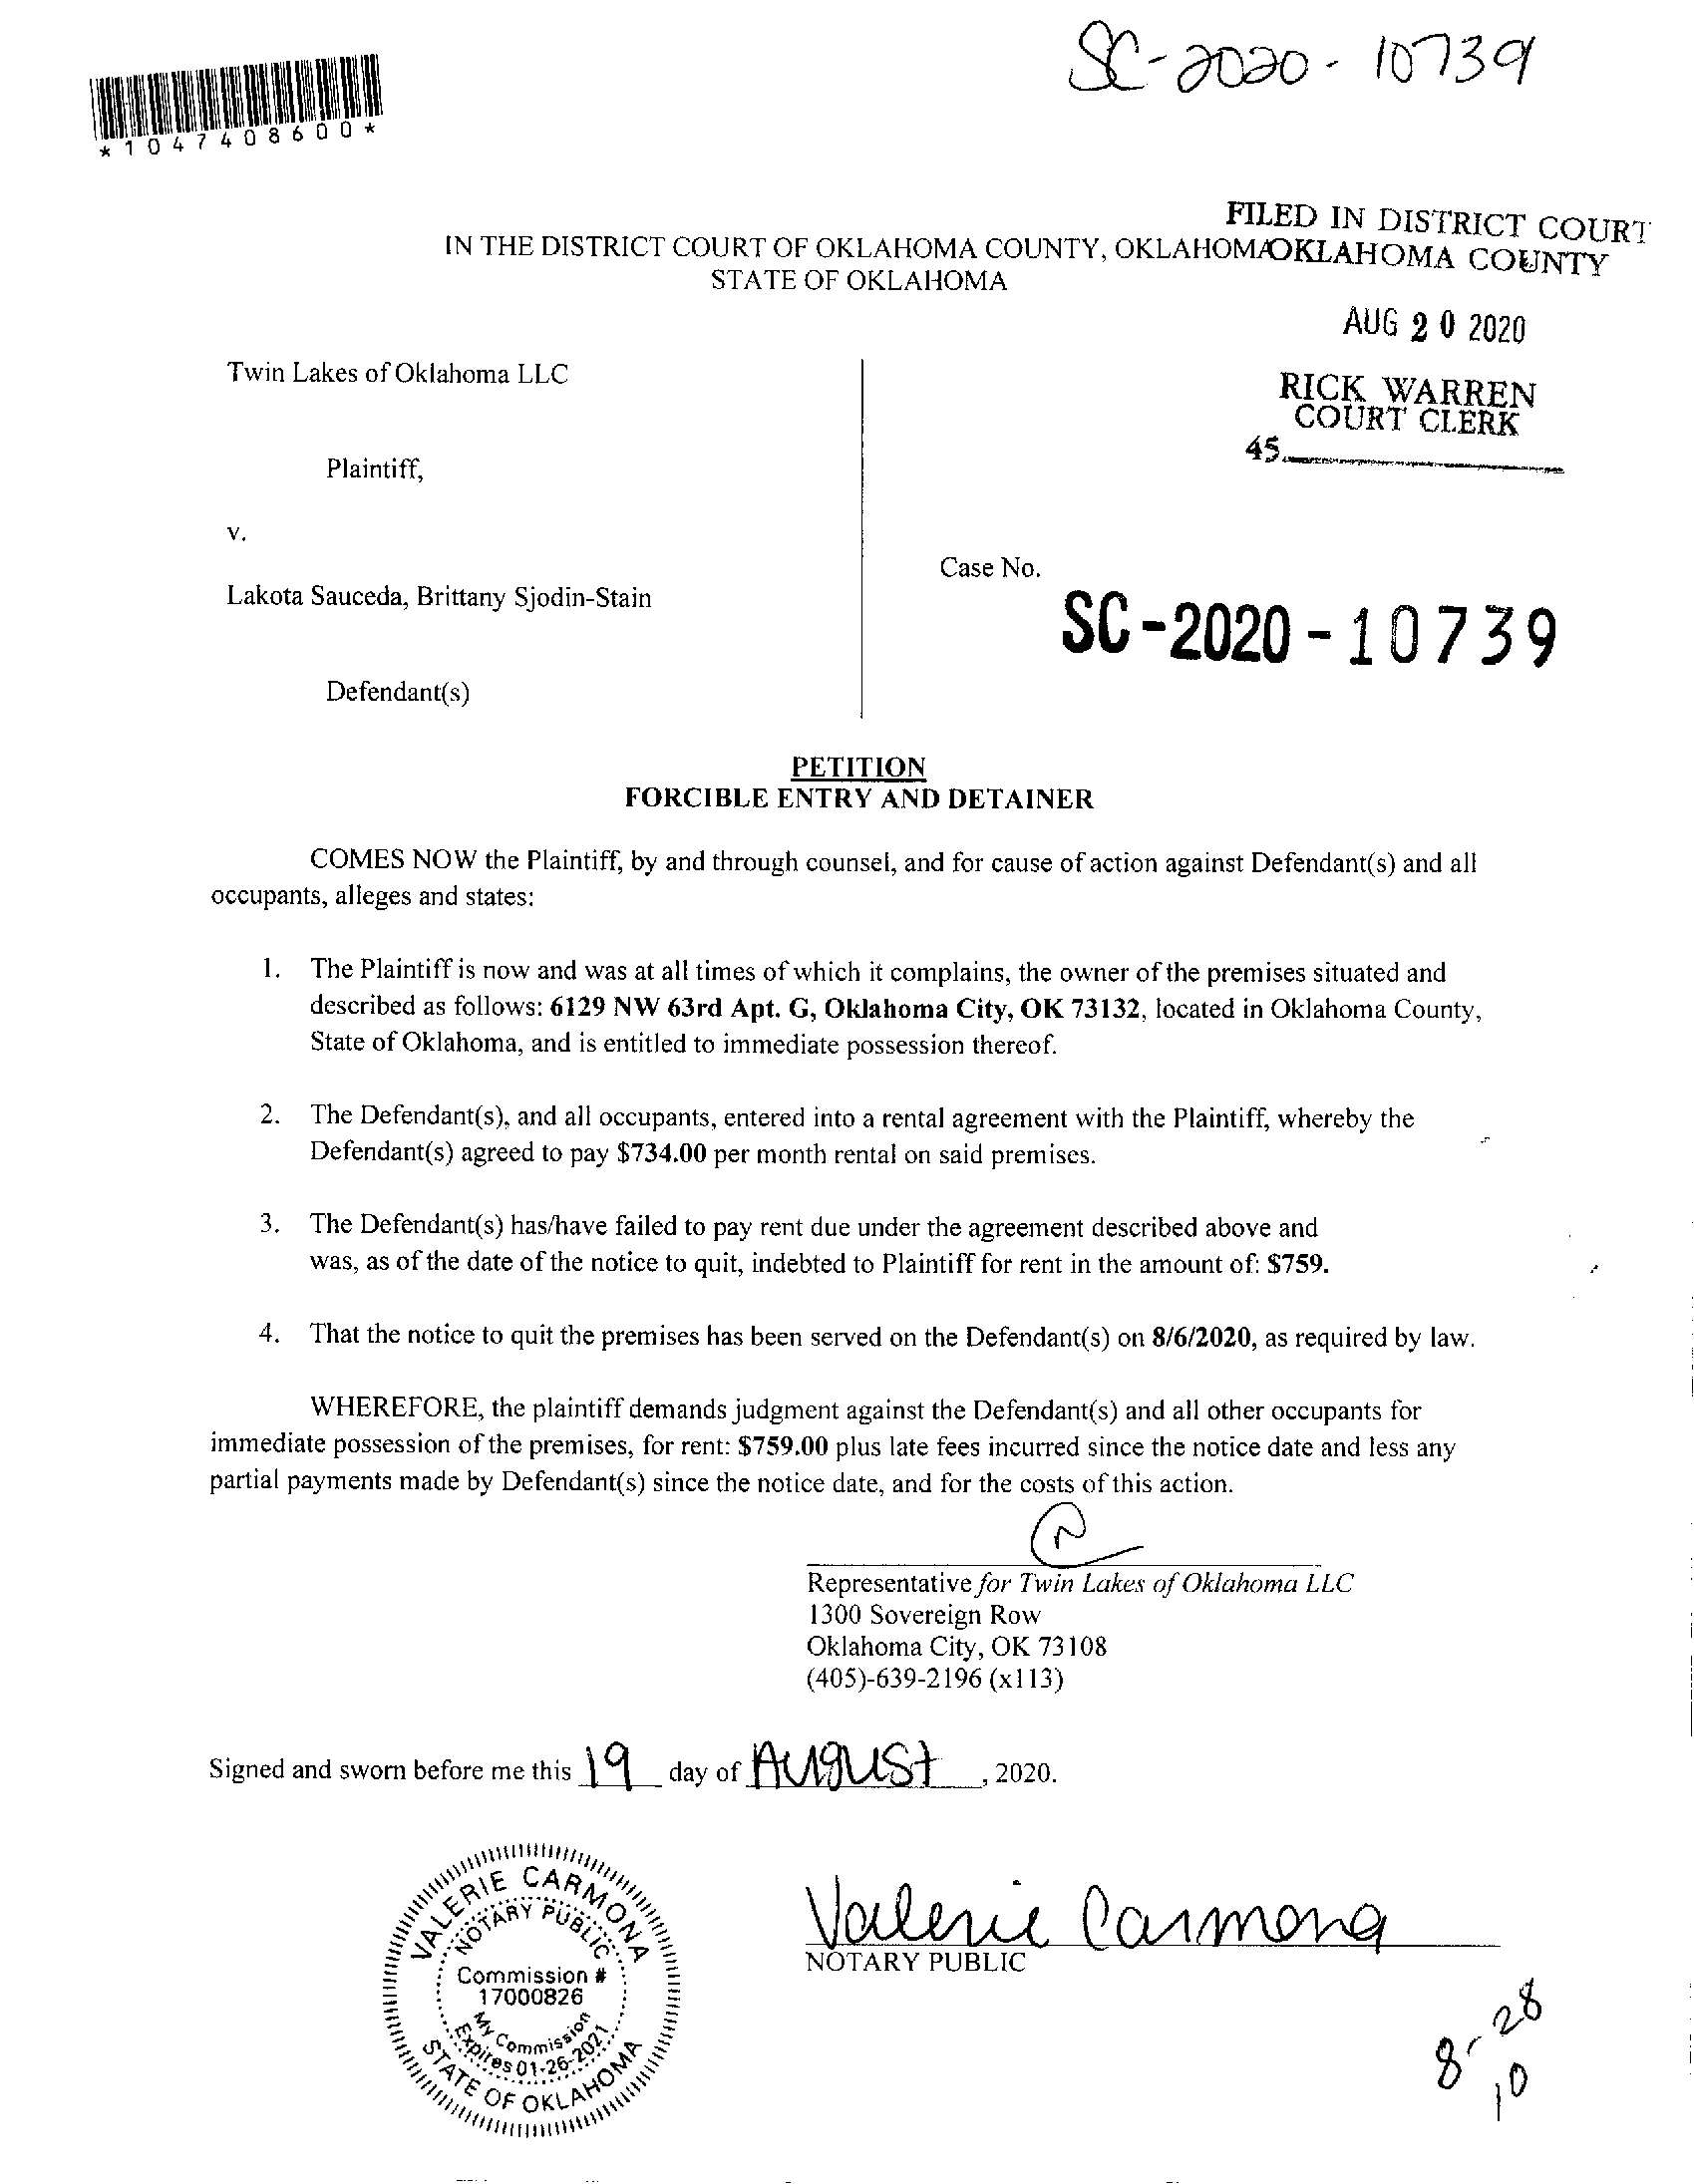 SC-2020-10739
*1047408600*
FILED IN DISTRICT COURT
OKLAHOMA COUNTY
IN THE DISTRICT COURT OF OKLAHOMA COUNTY, OKLAHOMA
STATE OF OKLAHOMA
AUG 20 2020
RICK WARREN
COURT CLERK
45
Twin Lakes of Oklahoma LLC
Plaintiff,
v.
Lakota Sauceda, Brittany Sjodin-Stain
Defendant(s)
Case No.
SC-2020-10739
PETITION
FORCIBLE ENTRY AND DETAINER
COMES NOW the Plaintiff, by and through counsel, and for cause of action against Defendant(s) and all
occupants, alleges and states:
1. The Plaintiff is now and was at all times of which it complains, the owner of the premises situated and
described as follows: 6129 NW 63rd Apt. G, Oklahoma City, OK 73132, located in Oklahoma County,
State of Oklahoma, and is entitled to immediate possession thereof.
2. The Defendant(s), and all occupants, entered into a rental agreement with the Plaintiff, whereby the
Defendant(s) agreed to pay $734.00 per month rental on said premises.
3. The Defendant(s) has/have failed to pay rent due under the agreement described above and
was, as of the date of the notice to quit, indebted to Plaintiff for rent in the amount of: $759.
4. That the notice to quit the premises has been served on the Defendant(s) on 8/6/2020, as required by law.
WHEREFORE, the plaintiff demands judgment against the Defendant(s) and all other occupants for
immediate possession of the premises, for rent: $759.00 plus late fees incurred since the notice date and less any
partial payments made by Defendant(s) since the notice date, and for the costs of this action.
Representative for Twin Lakes of Oklahoma LLC
1300 Sovereign Row
Oklahoma City, OK 73108
(405)-639-2196 (x113)
Signed and sworn before me this 19 day of August, 2020.
VALERIE CARMONA
NOTARY PUBLIC
Commission #
17000826
My Commission
Expires 01-26-2021
STATE OF OKLAHOMA
Valerie Carmona
NOTARY PUBLIC
8-28
10